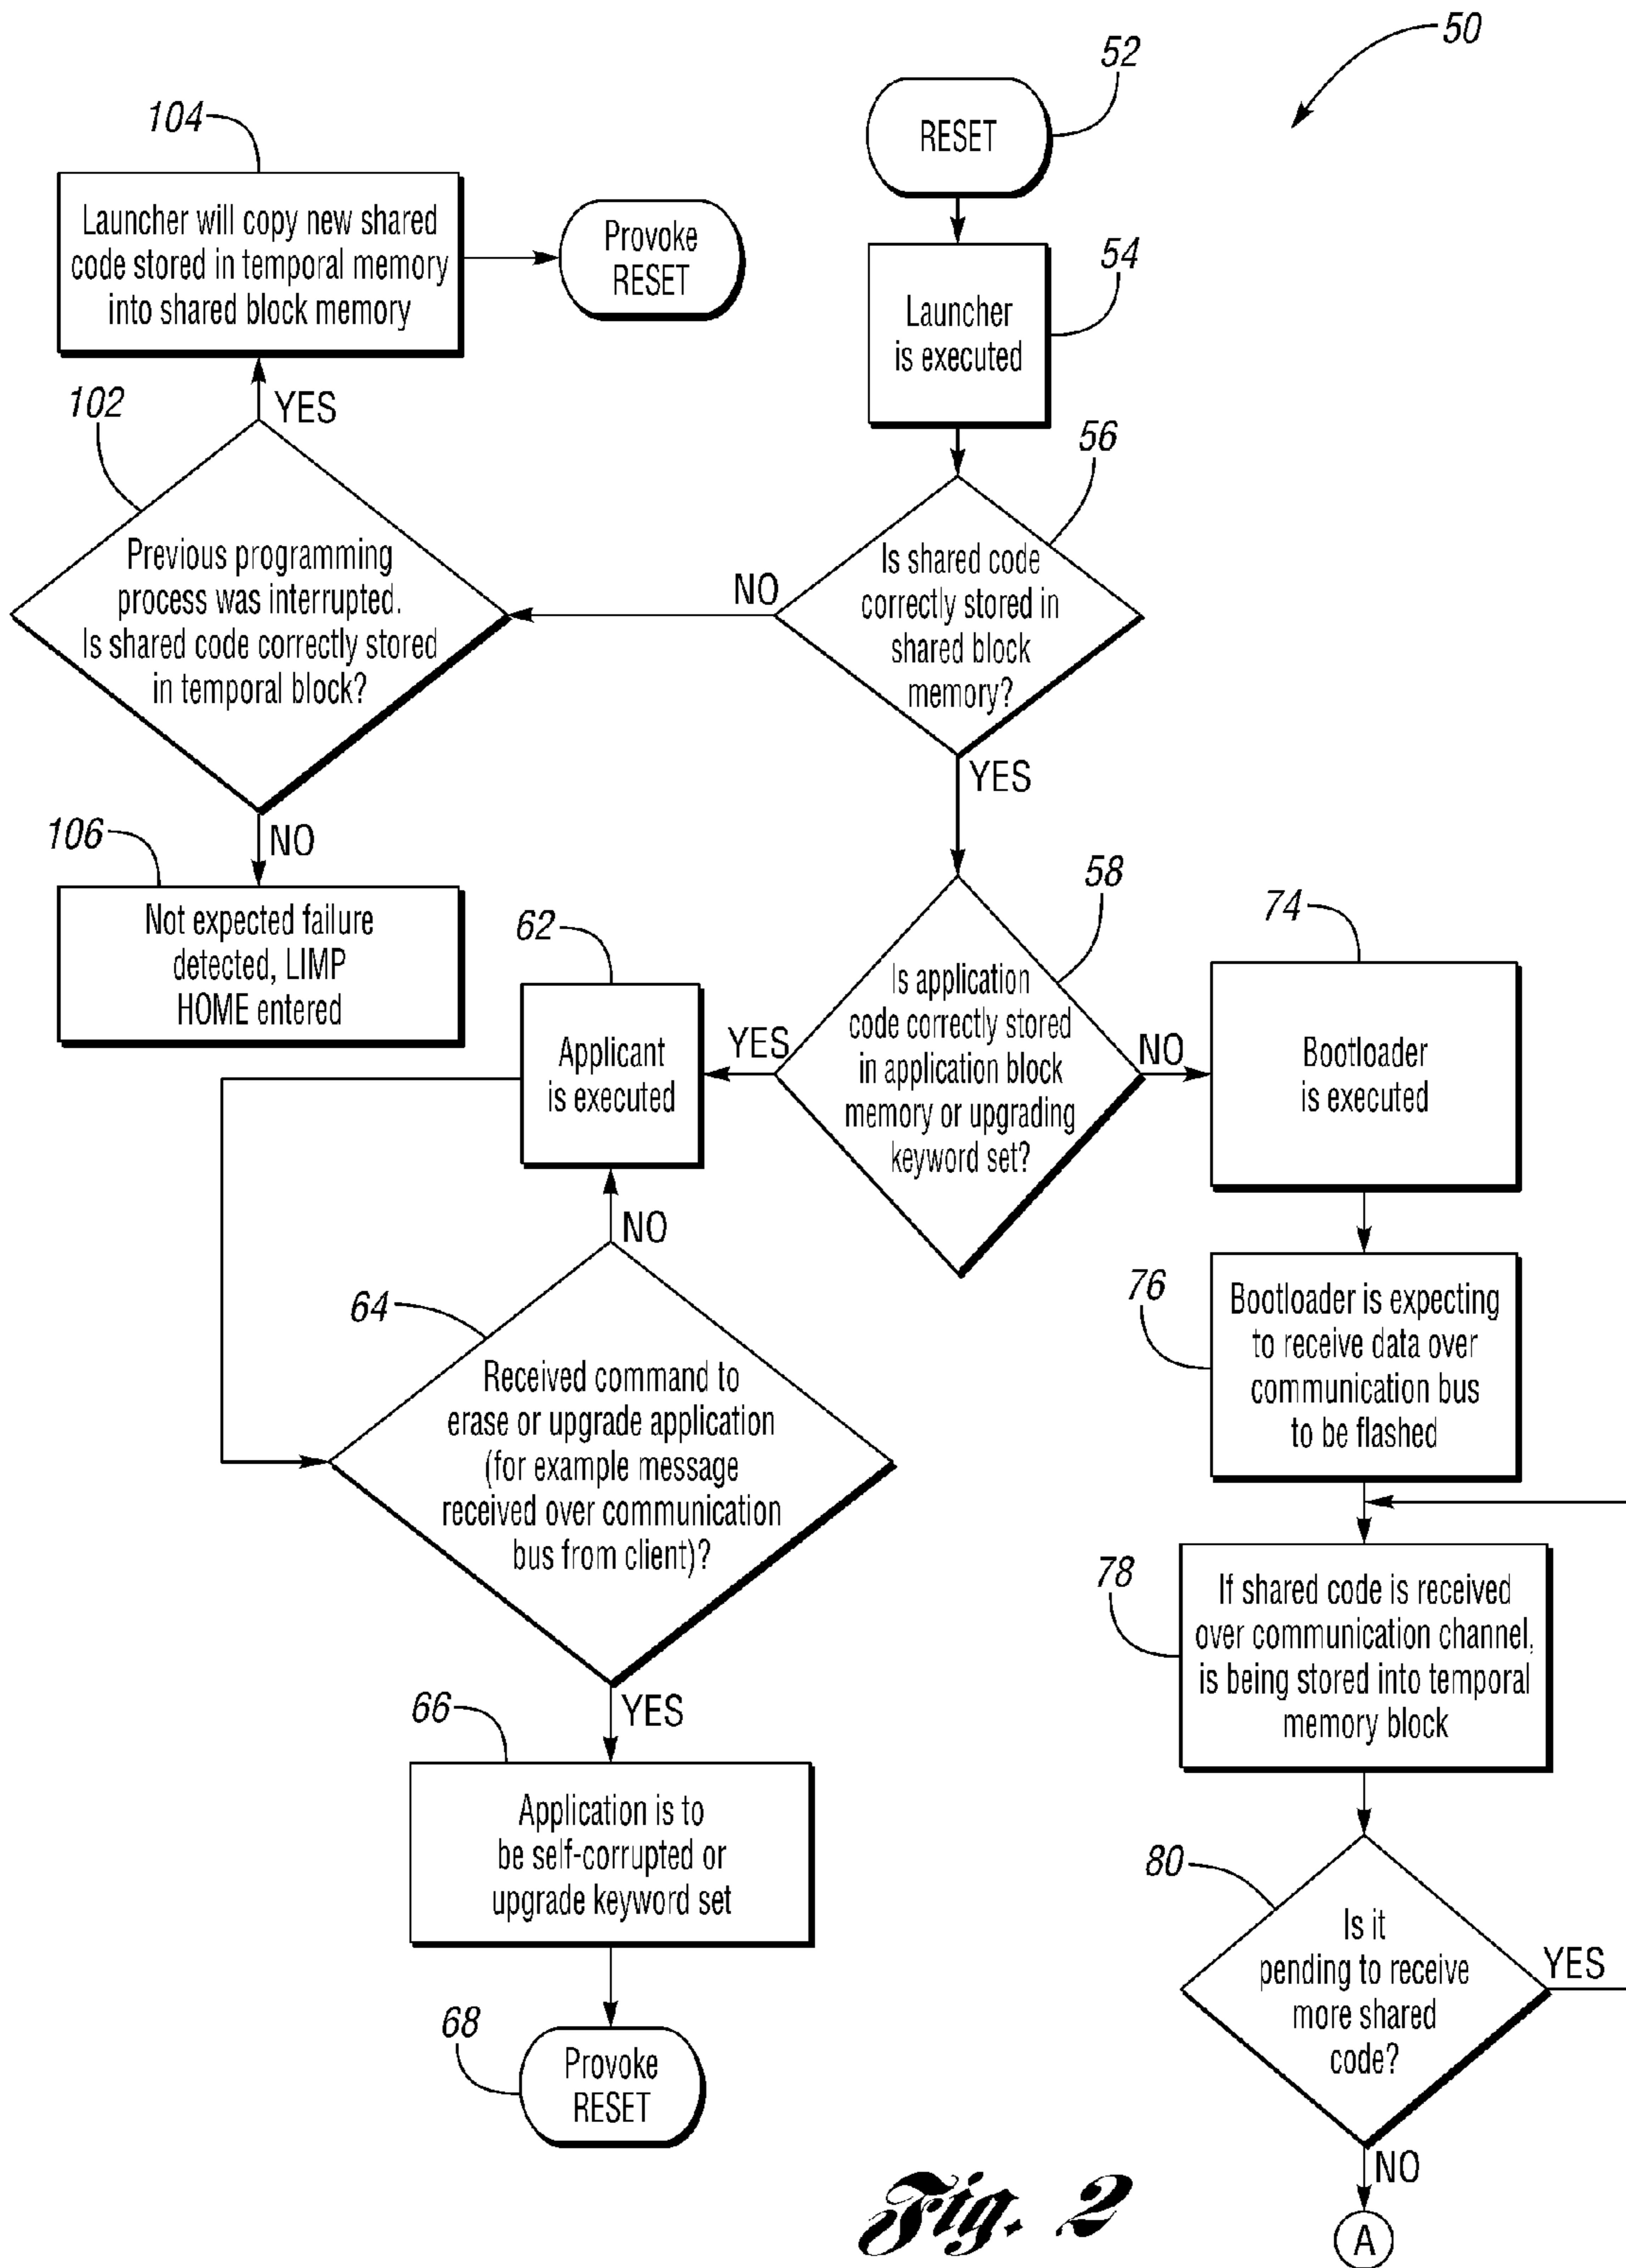 50
52
RESET
104
Launcher will copy new shared
code stored in temporal memory
into shared block memory
Provoke
RESET
54
Launcher
is executed
YES
102
56
Previous programming
process was interrupted.
Is shared code correctly stored
in temporal block?
NO
Is shared code
correctly stored in
shared block
memory?
YES
106
NO
Not expected failure
detected, LIMP
HOME entered
58
62
74
Applicant
is executed
YES
Is application
code correctly stored
in application block
memory or upgrading
keyword set?
NO
Bootloader
is executed
NO
64
76
Bootloader is expecting
to receive data over
communication bus
to be flashed
Received command to
erase or upgrade application
(for example message
received over communication
bus from client)?
78
If shared code is received
over communication channel,
is being stored into temporal
memory block
YES
66
Application is to
be self-corrupted or
upgrade keyword set
80
Is it
pending to receive
more shared
code?
YES
68
Provoke
RESET
NO
A
Fig. 2